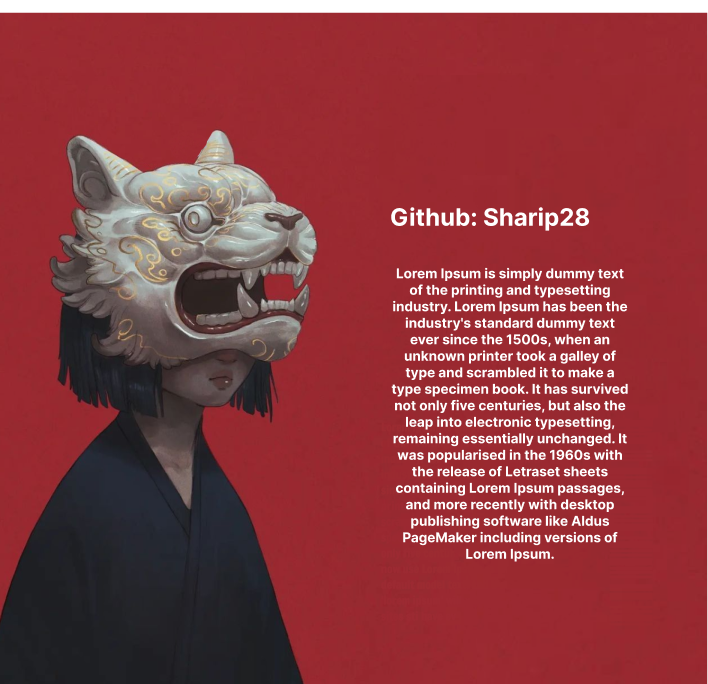 Github: Sharip28
Lorem Ipsum is simply dummy text
of the printing and typesetting
industry. Lorem Ipsum has been the
industry's standard dummy text
ever since the 1500s, when an
unknown printer took a galley of
type and scrambled it to make a
type specimen book. It has survived
not only five centuries, but also the
leap into electronic typesetting,
remaining essentially unchanged. It
was popularised in the 1960s with
the release of Letraset sheets
containing Lorem Ipsum passages,
and more recently with desktop
publishing software like Aldus
PageMaker including versions of
Lorem Ipsum.